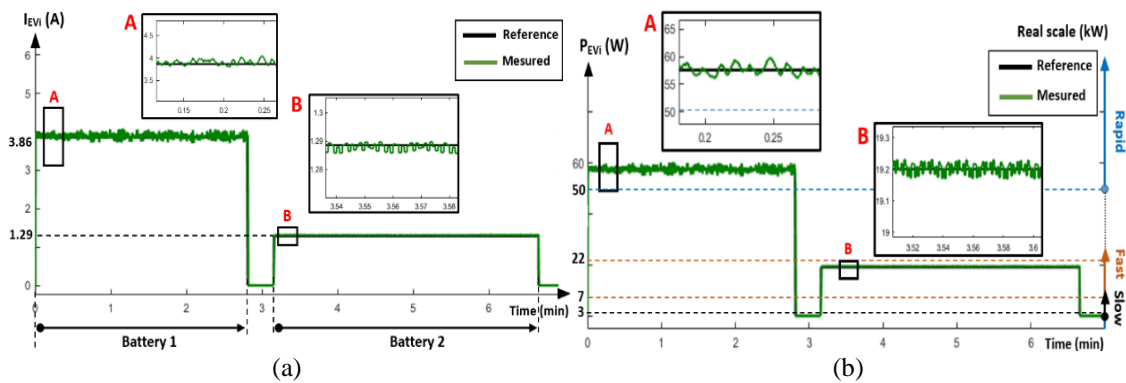 I_EVi (A)
6
5
3.86
3
2
1.29
0
0 1 2 3 4 5 6
Time (min)
Battery 1
Battery 2
A
A
4.5
4
3.5
0.15 0.2 0.25
B
B
1.3
1.29
1.28
3.54 3.55 3.56 3.57 3.58
Reference
Mesured
(a)
P_EVi (W)
60
50
22
7
3
1 2 3 4 5 6
Time (min)
A
A
65
60
55
50
0.2 0.25
B
B
19.3
19.2
19.1
19
3.52 3.54 3.56 3.58 3.6
Real scale (kW)
Reference
Mesured
Rapid
Fast
Slow
(b)